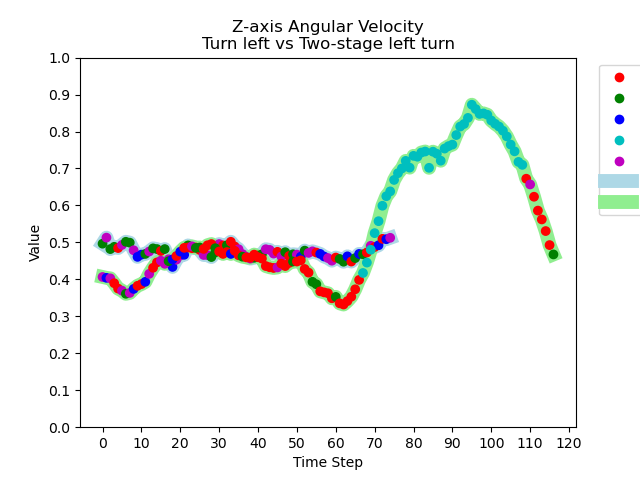 Z-axis Angular Velocity
Turn left vs Two-stage left turn
1.0
0.9
0.8
0.7
0.6
0.5
0.4
0.3
0.2
0.1
0.0
Value
0 10 20 30 40 50 60 70 80 90 100 110 120
Time Step